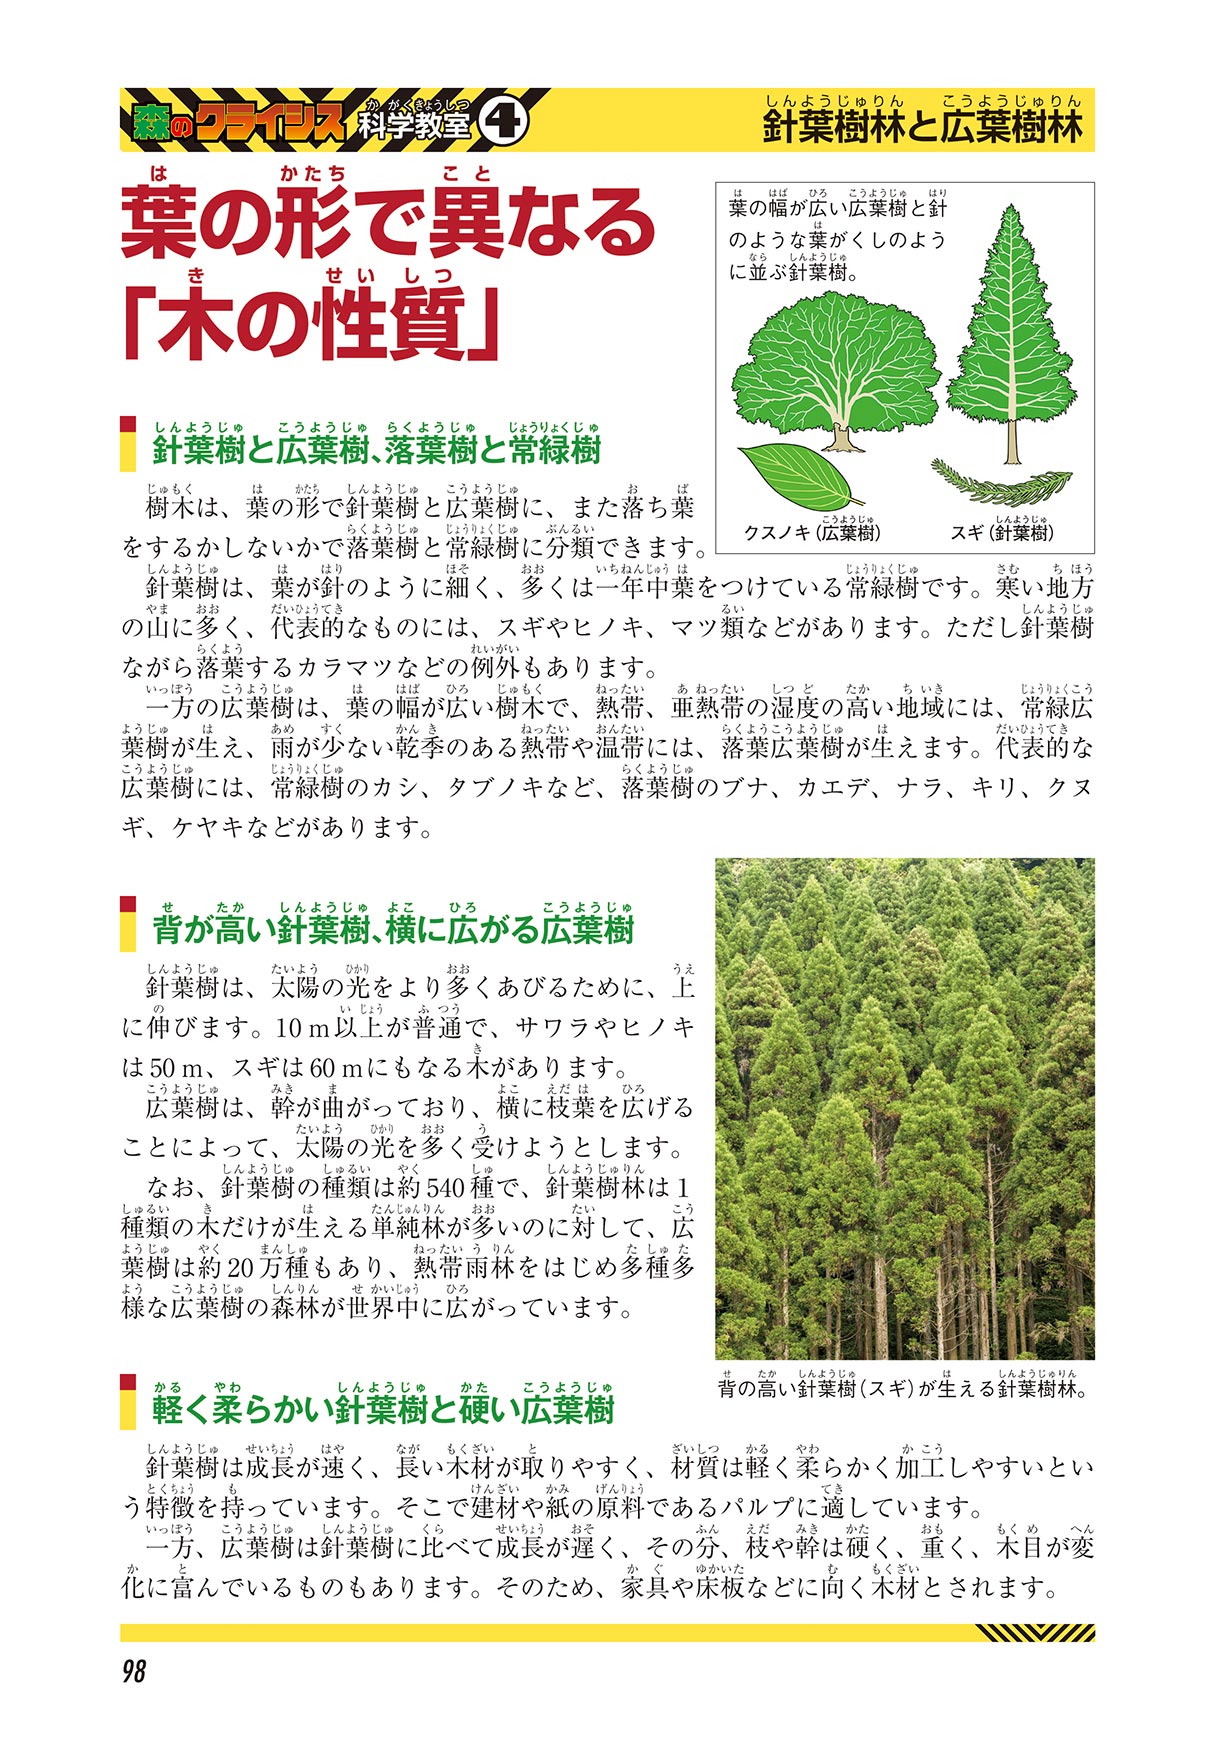 森のクライシス 科学教室 4
かがくきょうしつ
針葉樹林と広葉樹林
しんようじゅりん こうようじゅりん
葉の形で異なる
は かたち こと
「木の性質」
き せいしつ
葉の幅が広い広葉樹と針
のような葉がくしのよう
に並ぶ針葉樹。
クスノキ（広葉樹）
スギ（針葉樹）
針葉樹と広葉樹、落葉樹と常緑樹
樹木は、葉の形で針葉樹と広葉樹に、また落ち葉
をするかしないかで落葉樹と常緑樹に分類できます。
針葉樹は、葉が針のように細く、多くは一年中葉をつけている常緑樹です。寒い地方
の山に多く、代表的なものには、スギやヒノキ、マツ類などがあります。ただし針葉樹
ながら落葉するカラマツなどの例外もあります。
一方の広葉樹は、葉の幅が広い樹木で、熱帯、亜熱帯の湿度の高い地域には、常緑広
葉樹が生え、雨が少ない乾季のある熱帯や温帯には、落葉広葉樹が生えます。代表的な
広葉樹には、常緑樹のカシ、タブノキなど、落葉樹のブナ、カエデ、ナラ、キリ、クヌ
ギ、ケヤキなどがあります。
背が高い針葉樹、横に広がる広葉樹
針葉樹は、太陽の光をより多くあびるために、上
に伸びます。10 m以上が普通で、サワラやヒノキ
は50 m、スギは60 mにもなる木があります。
広葉樹は、幹が曲がっており、横に枝葉を広げる
ことによって、太陽の光を多く受けようとします。
なお、針葉樹の種類は約540種で、針葉樹林は1
種類の木だけが生える単純林が多いのに対して、広
葉樹は約20万種もあり、熱帯雨林をはじめ多種多
様な広葉樹の森林が世界中に広がっています。
背の高い針葉樹（スギ）が生える針葉樹林。
軽く柔らかい針葉樹と硬い広葉樹
針葉樹は成長が速く、長い木材が取りやすく、材質は軽く柔らかく加工しやすいとい
う特徴を持っています。そこで建材や紙の原料であるパルプに適しています。
一方、広葉樹は針葉樹に比べて成長が遅く、その分、枝や幹は硬く、重く、木目が変
化に富んでいるものもあります。そのため、家具や床板などに向く木材とされます。
98